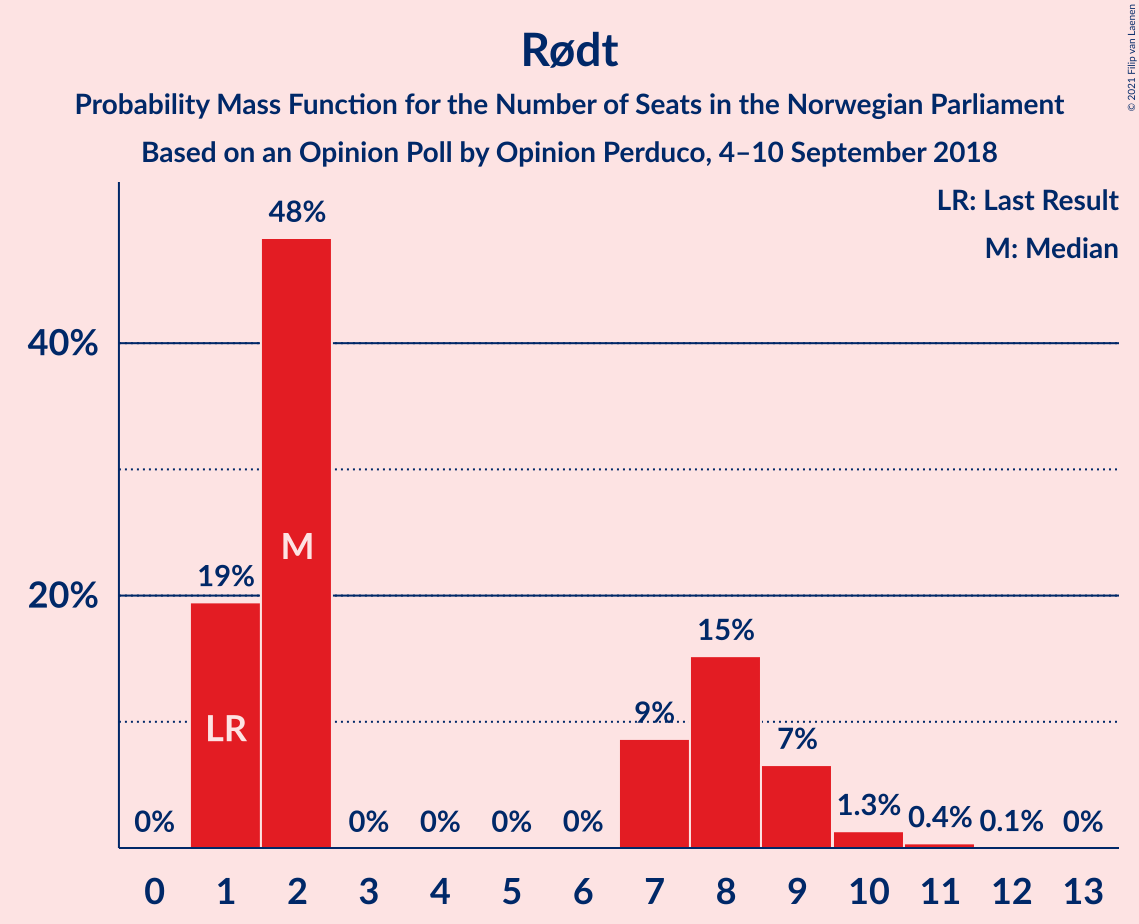 © 2021 Filip van Laenen
Rødt
Probability Mass Function for the Number of Seats in the Norwegian Parliament
Based on an Opinion Poll by Opinion Perduco, 4–10 September 2018
LR: Last Result
M: Median
48%
40%
M
19%
20%
15%
LR
9%
7%
0%
0%
0%
0%
0%
1.3%
0.4%
0.1%
0%
0 1 2 3 4 5 6 7 8 9 10 11 12 13